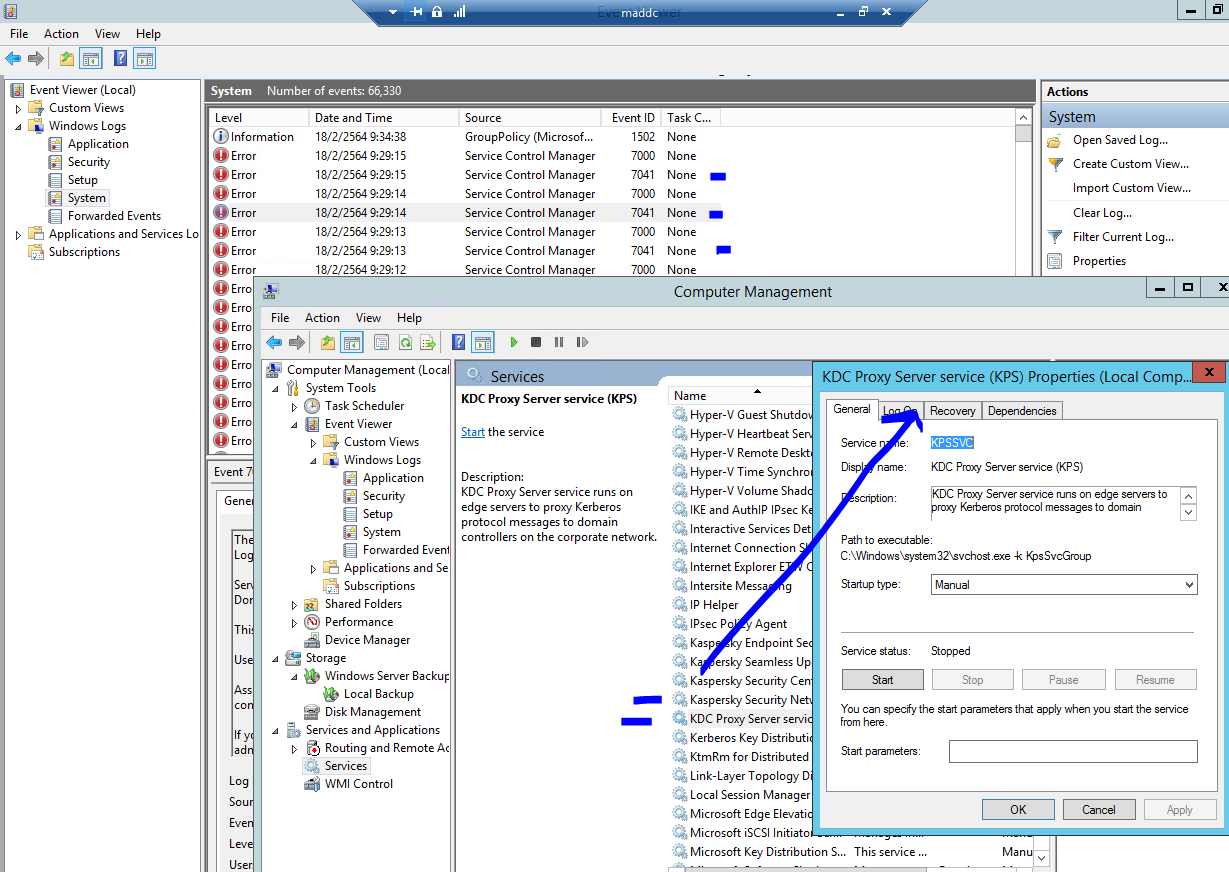 Event Viewer
maddc
File Action View Help
Event Viewer (Local)
Custom Views
Windows Logs
Application
Security
Setup
System
Forwarded Events
Applications and Services Lo
Subscriptions
System Number of events: 66,330
Level Date and Time Source Event ID Task C...
Information 18/2/2564 9:34:38 GroupPolicy (Microsof... 1502 None
Error 18/2/2564 9:29:15 Service Control Manager 7000 None
Error 18/2/2564 9:29:15 Service Control Manager 7041 None
Error 18/2/2564 9:29:14 Service Control Manager 7000 None
Error 18/2/2564 9:29:14 Service Control Manager 7041 None
Error 18/2/2564 9:29:13 Service Control Manager 7000 None
Error 18/2/2564 9:29:13 Service Control Manager 7041 None
Error 18/2/2564 9:29:12 Service Control Manager 7000 None
Erro
Erro
Erro
Erro
Erro
Erro
Erro
Erro
Erro
Event 70
Gener
The
Log
Serv
Dor
This
Use
Ass
con
If yo
adn
Log
Sour
Even
Leve
User
Actions
System
Open Saved Log...
Create Custom View...
Import Custom View...
Clear Log...
Filter Current Log...
Properties
Computer Management
File Action View Help
Computer Management (Local
System Tools
Task Scheduler
Event Viewer
Custom Views
Windows Logs
Application
Security
Setup
System
Forwarded Event
Applications and Se
Subscriptions
Shared Folders
Performance
Device Manager
Storage
Windows Server Backup
Local Backup
Disk Management
Services and Applications
Routing and Remote Ac
Services
WMI Control
Services
KDC Proxy Server service (KPS)
Start the service
Description:
KDC Proxy Server service runs on
edge servers to proxy Kerberos
protocol messages to domain
controllers on the corporate network.
Name
Hyper-V Guest Shutdow
Hyper-V Heartbeat Serv
Hyper-V Remote Deskto
Hyper-V Time Synchron
Hyper-V Volume Shado
IKE and AuthIP IPsec Ke
Interactive Services Det
Internet Connection Sh
Internet Explorer ETW C
Intersite Messaging
IP Helper
IPsec Policy Agent
Kaspersky Endpoint Sec
Kaspersky Seamless Up
Kaspersky Security Cent
Kaspersky Security Netw
KDC Proxy Server servic
Kerberos Key Distributio
KtmRm for Distributed
Link-Layer Topology Di
Local Session Manager
Microsoft Edge Elevatio
Microsoft iSCSI Initiator
Microsoft Key Distribution S... This service ... Manu
KDC Proxy Server service (KPS) Properties (Local Comp...
General Log On Recovery Dependencies
Service name: KPSSVC
Display name: KDC Proxy Server service (KPS)
Description: KDC Proxy Server service runs on edge servers to
proxy Kerberos protocol messages to domain
Path to executable:
C:\Windows\system32\svchost.exe -k KpsSvcGroup
Startup type: Manual
Service status: Stopped
Start Stop Pause Resume
You can specify the start parameters that apply when you start the service
from here.
Start parameters:
OK Cancel Apply